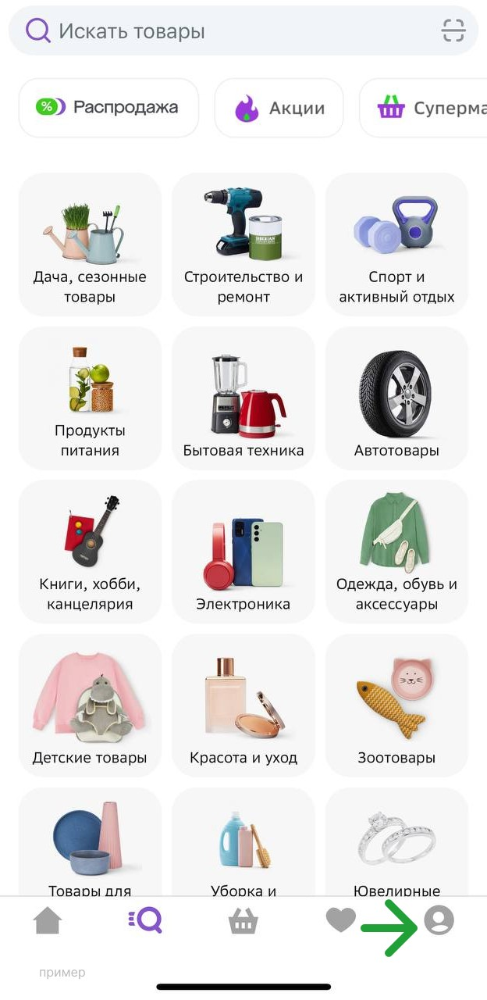 Искать товары
% Распродажа
Акции
Суперма
Дача, сезонные
товары
Строительство и
ремонт
Спорт и
активный отдых
Продукты
питания
Бытовая техника
Автотовары
Книги, хобби,
канцелярия
Электроника
Одежда, обувь и
аксессуары
Детские товары
Красота и уход
Зоотовары
Товары для
Уборка и
Ювелирные
пример